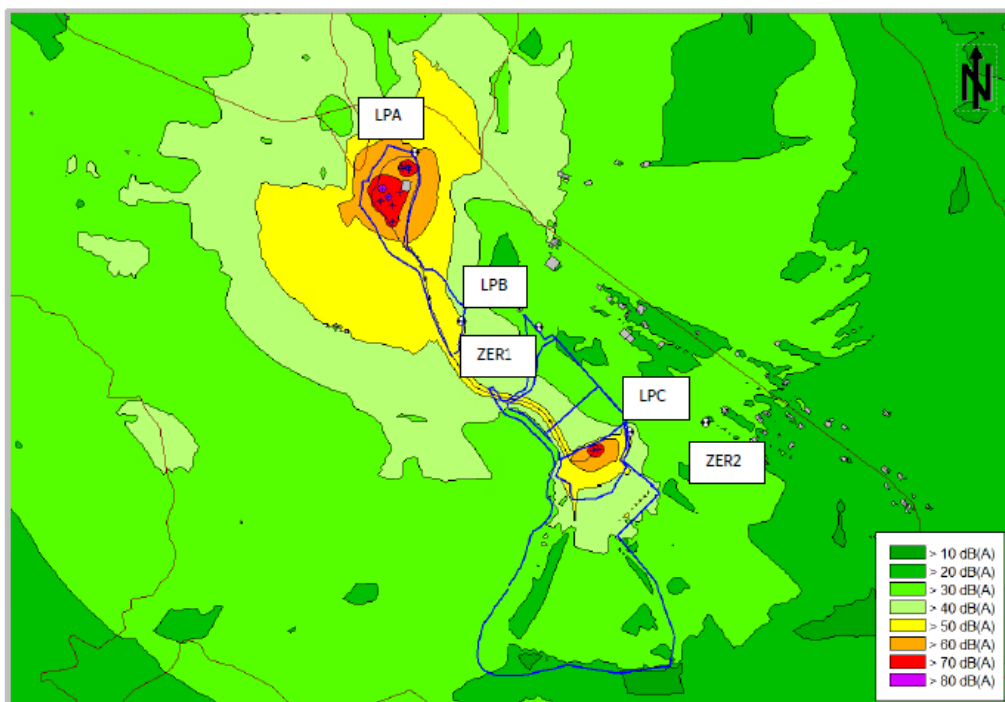 N
LPA
LPB
ZER1
LPC
ZER2
> 10 dB(A)
> 20 dB(A)
> 30 dB(A)
> 40 dB(A)
> 50 dB(A)
> 60 dB(A)
> 70 dB(A)
> 80 dB(A)